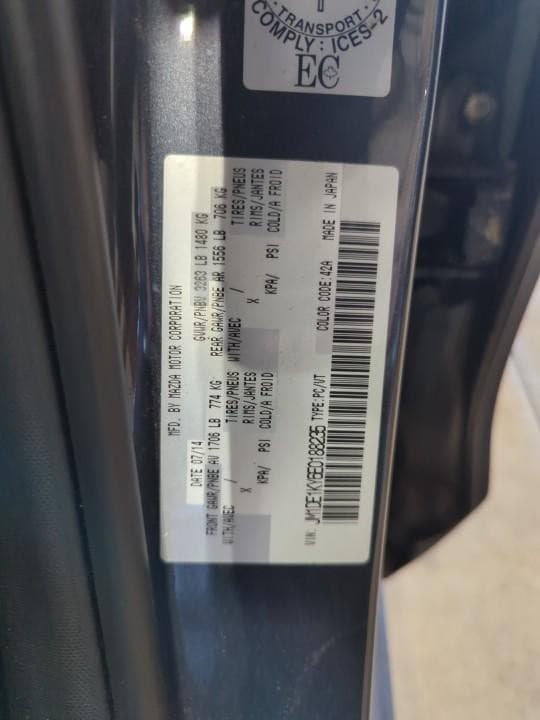 TRANSPORT
COMPLY: ICES-2
EC
MFD. BY MAZDA MOTOR CORPORATION
DATE 07/14 GVWR/PNBV 3263 LB 1480 KG
FRONT GAWR/PNBE AV 1706 LB 774 KG REAR GAWR/PNBE AR 1556 LB 706 KG
WITH/AVEC / TIRES/PNEUS WITH/AVEC / TIRES/PNEUS
X RIMS/JANTES X RIMS/JANTES
KPA/ PSI COLD/A FROID KPA/ PSI COLD/A FROID
VIN: JM1DE1KY5E0188235 TYPE:PC/VT COLOR CODE:42A MADE IN JAPAN